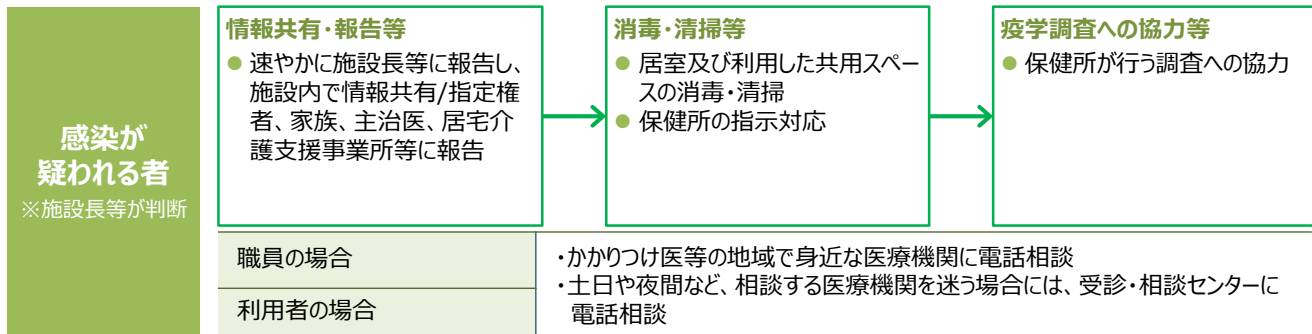 感染が
疑われる者
※施設長等が判断
情報共有・報告等
● 速やかに施設長等に報告し、
施設内で情報共有/指定権
者、家族、主治医、居宅介
護支援事業所等に報告
消毒・清掃等
● 居室及び利用した共用スペー
スの消毒・清掃
● 保健所の指示対応
疫学調査への協力等
● 保健所が行う調査への協力
職員の場合
利用者の場合
・かかりつけ医等の地域で身近な医療機関に電話相談
・土日や夜間など、相談する医療機関を迷う場合には、受診・相談センターに
電話相談